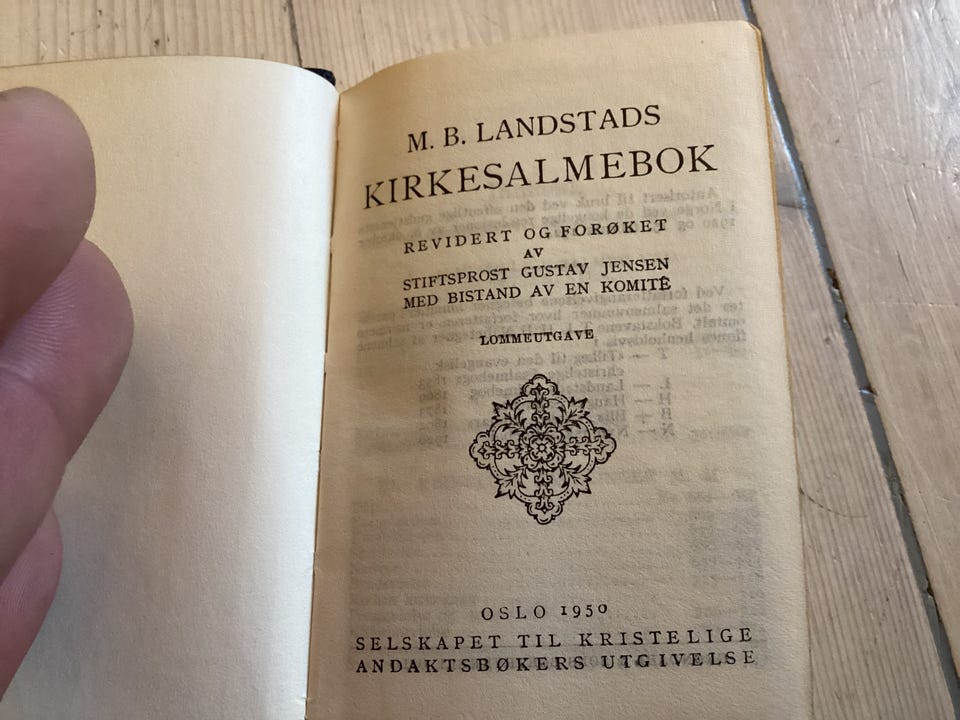 M. B. LANDSTADS
KIRKESALMEBOK
REVIDERT OG FORØKET
AV
STIFTSPROST GUSTAV JENSEN
MED BISTAND AV EN KOMITÉ
LOMMEUTGAVE
OSLO 1950
SELSKAPET TIL KRISTELIGE
ANDAKTSBØKERS UTGIVELSE